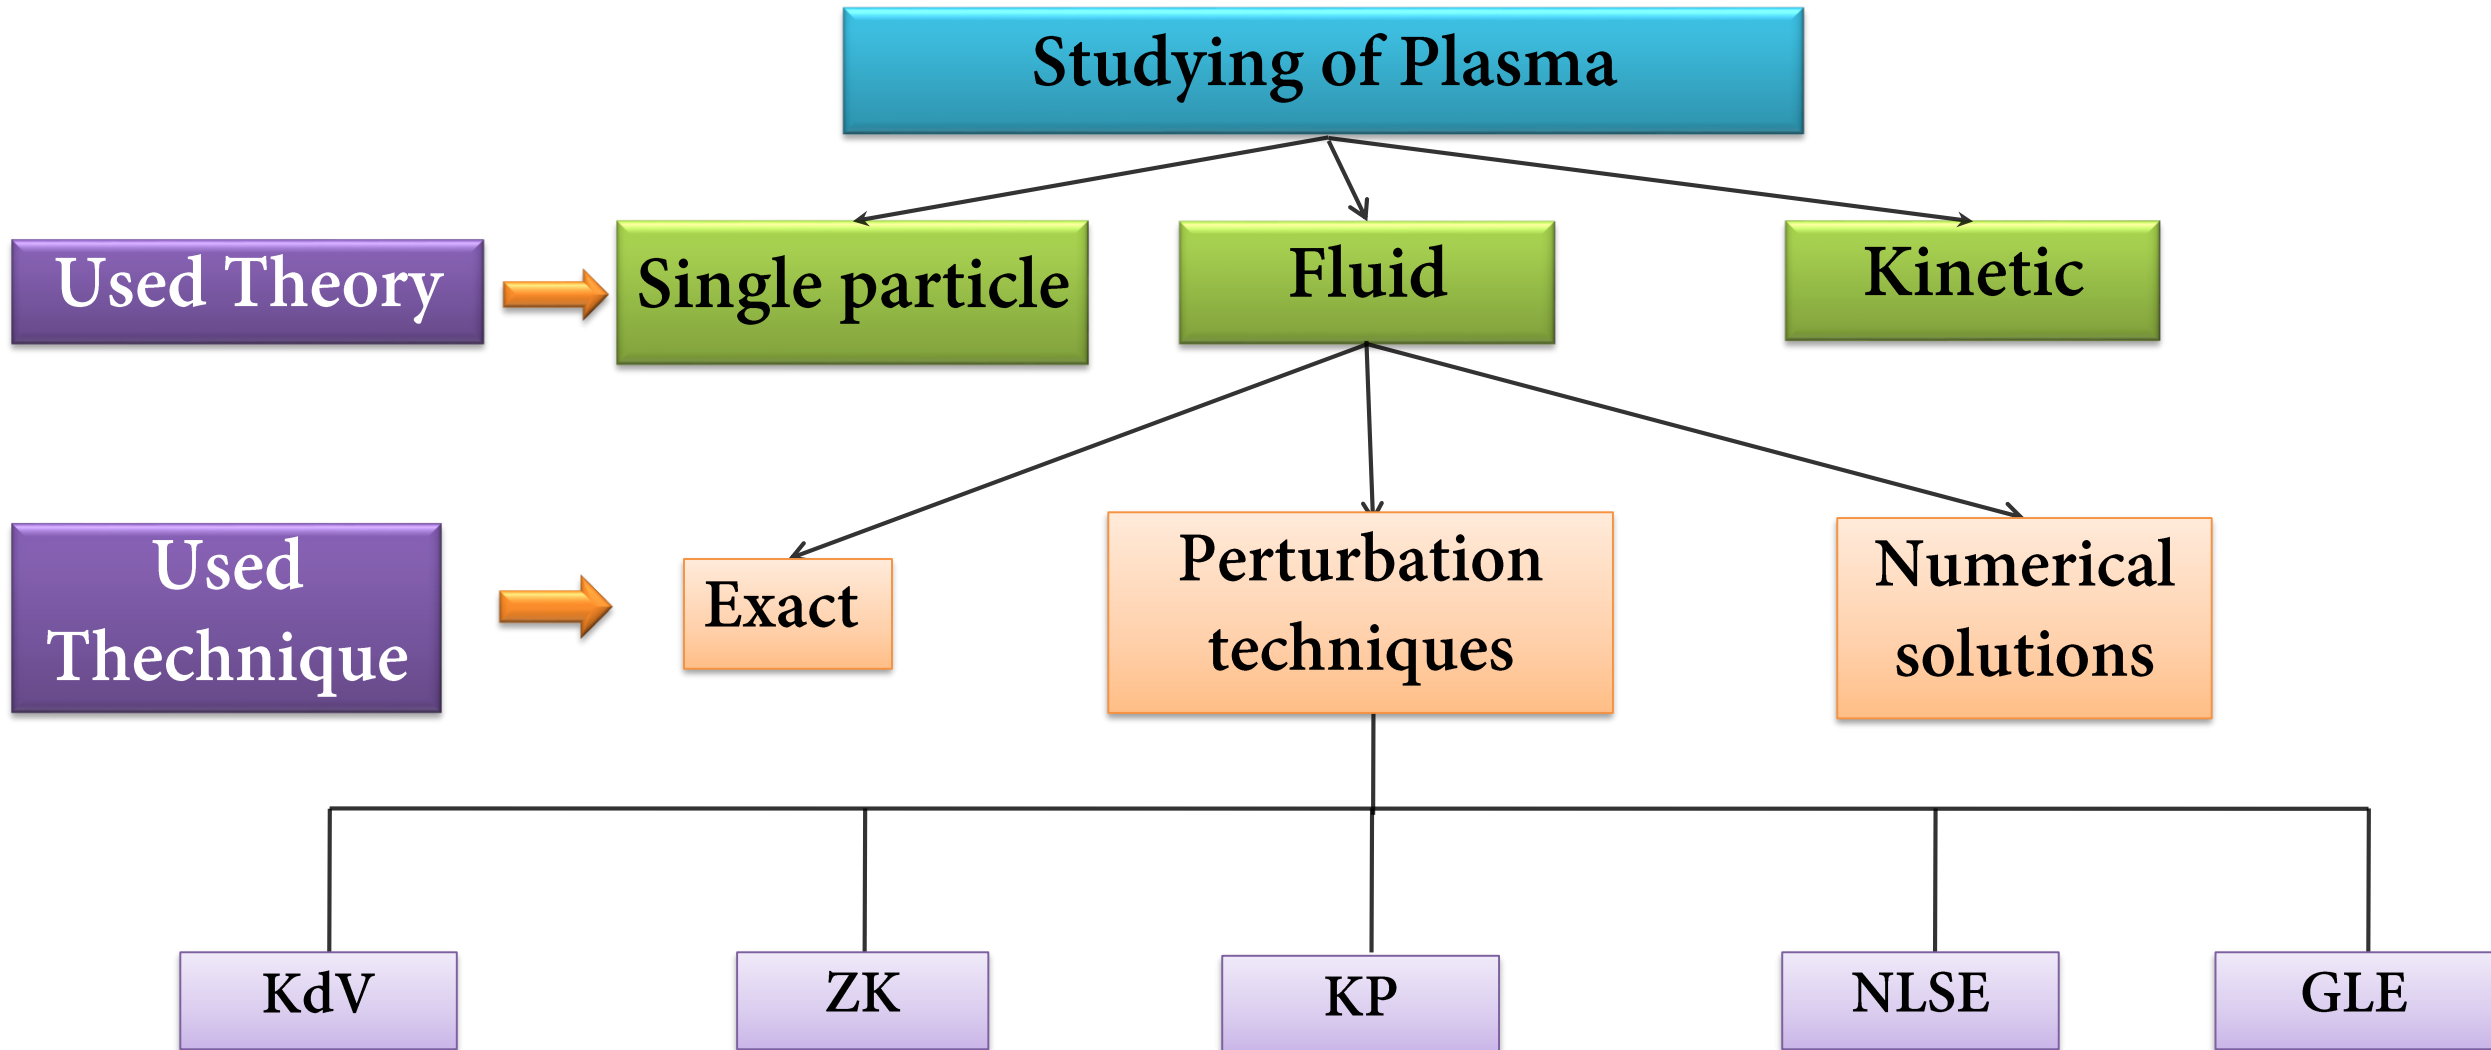 Studying of Plasma
Used Theory
Single particle
Fluid
Kinetic
Used
Thechnique
Exact
Perturbation
techniques
Numerical
solutions
KdV
ZK
KP
NLSE
GLE